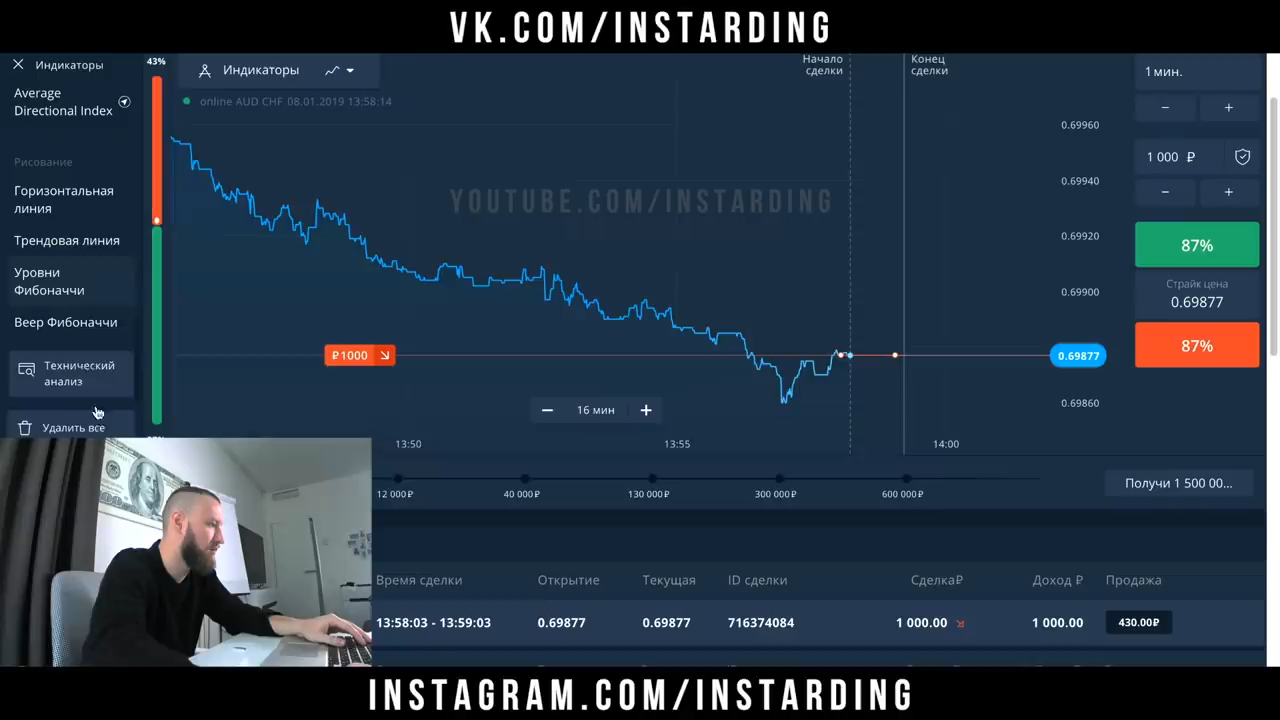 VK.COM/INSTARDING
Индикаторы
Average
Directional Index
Рисование
Горизонтальная
линия
Трендовая линия
Уровни
Фибоначчи
Веер Фибоначчи
Технический
анализ
Удалить все
43%
Индикаторы
online AUD CHF 08.01.2019 13:58:14
YOUTUBE.COM/INSTARDING
Начало
сделки
Конец
сделки
0.69960
0.69940
0.69920
0.69900
0.69877
0.69860
₽1000
− 16 мин +
13:50
13:55
14:00
1 мин.
− +
1 000 ₽
− +
87%
Страйк цена
0.69877
87%
12 000₽
40 000₽
130 000₽
300 000₽
600 000₽
Получи 1 500 00...
Время сделки Открытие Текущая ID сделки Сделка₽ Доход ₽ Продажа
13:58:03 - 13:59:03 0.69877 0.69877 716374084 1 000.00 1 000.00 430.00₽
INSTAGRAM.COM/INSTARDING